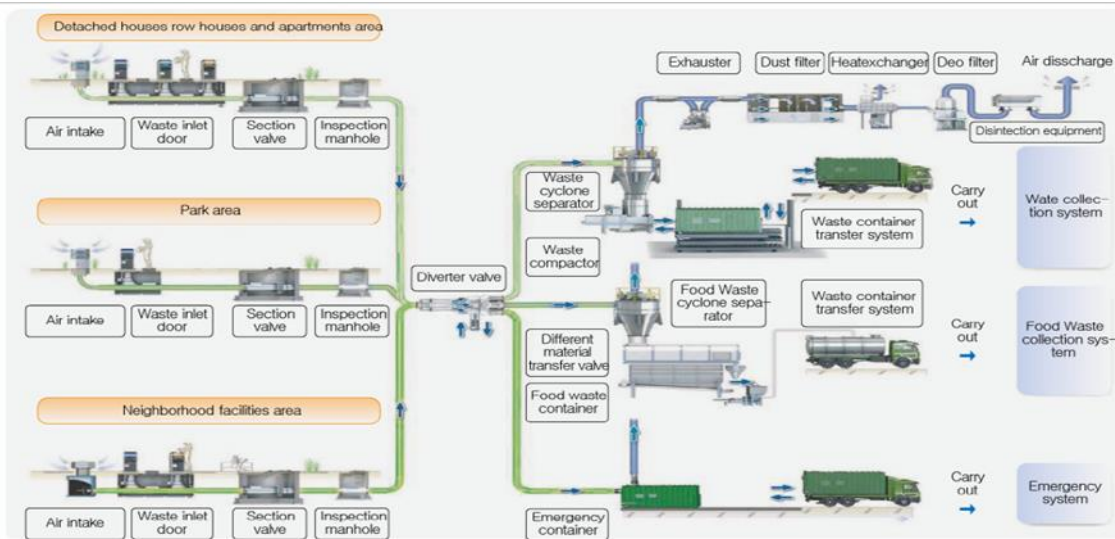 Detached houses row houses and apartments area
Air intake
Waste inlet
door
Section
valve
Inspection
manhole
Park area
Air intake
Waste inlet
door
Section
valve
Inspection
manhole
Neighborhood facilities area
Air intake
Waste inlet
door
Section
valve
Inspection
manhole
Diverter valve
Exhauster
Dust filter
Heatexchanger
Deo filter
Air disscharge
Disintection equipment
Waste
cyclone
separator
Waste
compactor
Waste container
transfer system
Carry
out
Wate collec-
tion system
Food Waste
cyclone sepa-
rator
Waste container
transfer system
Different
material
transfer valve
Food waste
container
Carry
out
Food Waste
collection sys-
tem
Emergency
container
Carry
out
Emergency
system